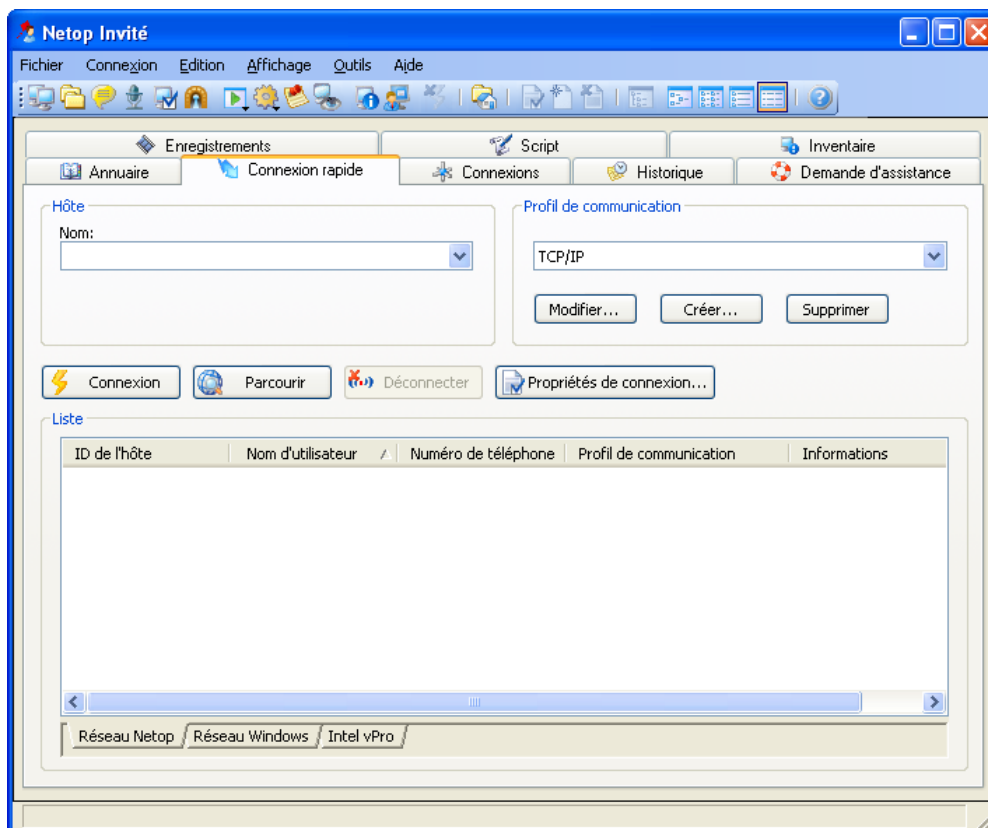 Netop Invité
Fichier Connexion Edition Affichage Outils Aide
Enregistrements Script Inventaire
Annuaire Connexion rapide Connexions Historique Demande d'assistance
Hôte Profil de communication
Nom:
TCP/IP
Modifier... Créer... Supprimer
Connexion Parcourir Déconnecter Propriétés de connexion...
Liste
ID de l'hôte Nom d'utilisateur Numéro de téléphone Profil de communication Informations
Réseau Netop Réseau Windows Intel vPro